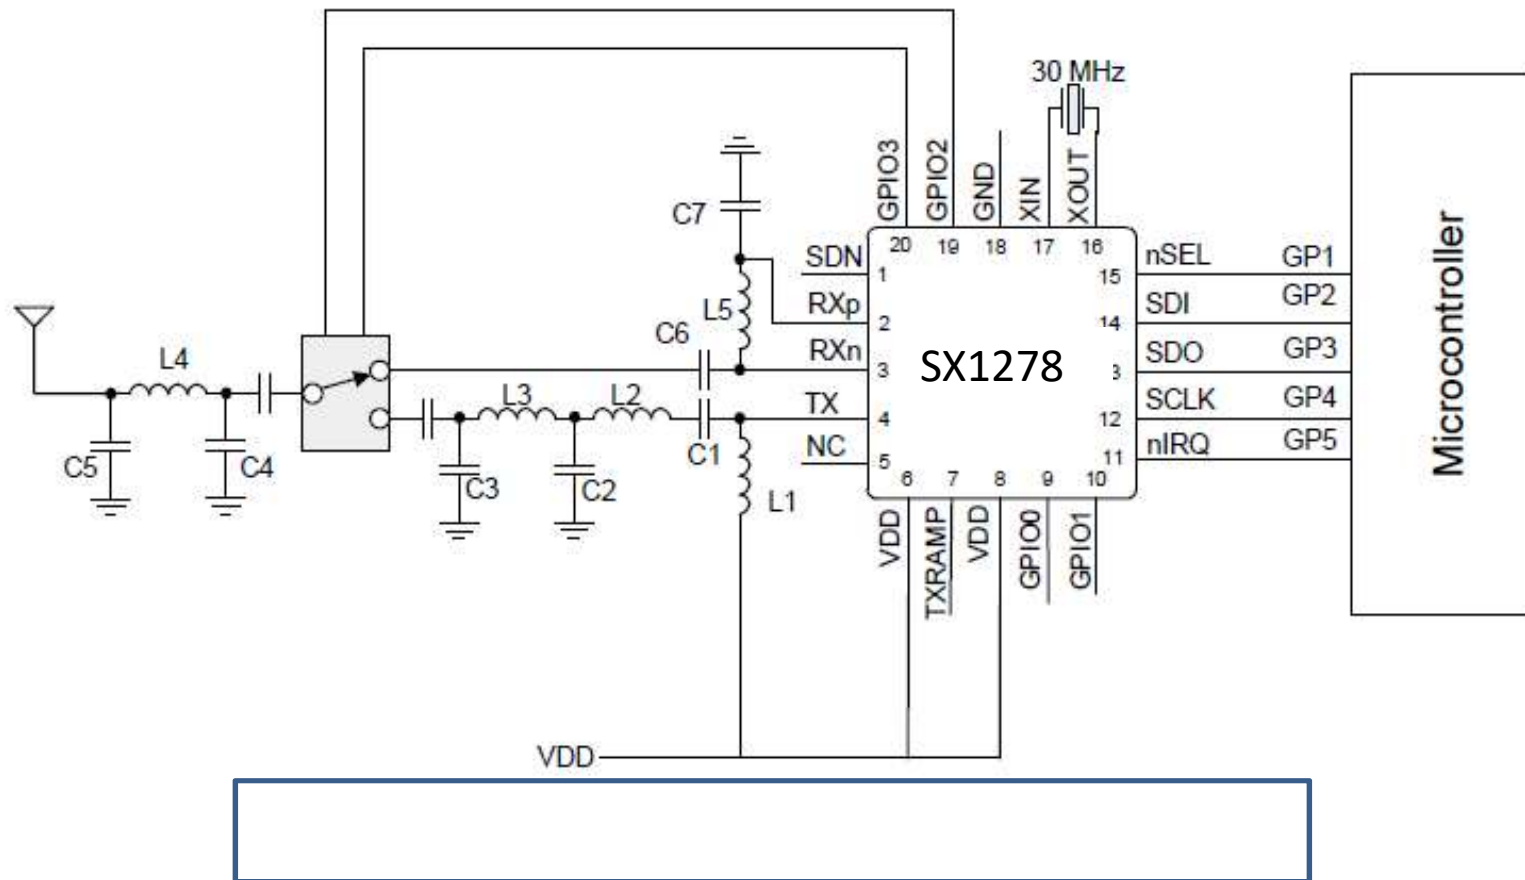 30 MHz
GPIO3
GPIO2
GND
XIN
XOUT
20
19
18
17
16
C7
SDN
1
15
nSEL
GP1
L5
RXp
2
14
SDI
GP2
C6
RXn
3
SX1278
3
SDO
GP3
L4
L3
L2
TX
4
12
SCLK
GP4
C1
NC
5
11
nIRQ
GP5
C5
C4
C3
C2
L1
6
7
8
9
10
VDD
TXRAMP
VDD
GPIO0
GPIO1
Microcontroller
VDD